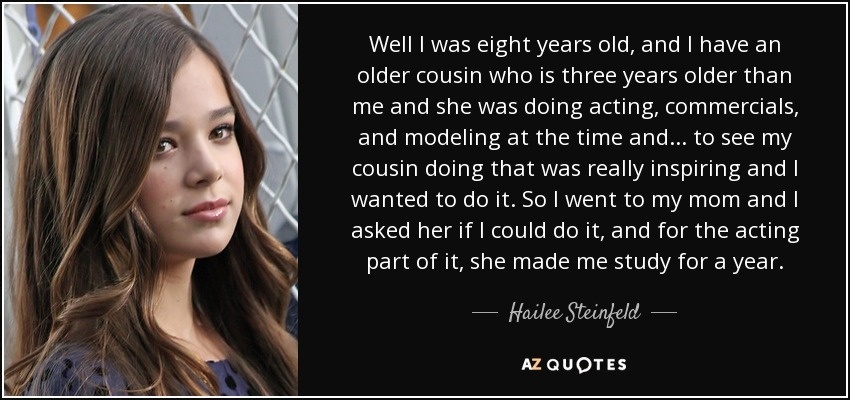 Well I was eight years old, and I have an
older cousin who is three years older than
me and she was doing acting, commercials,
and modeling at the time and... to see my
cousin doing that was really inspiring and I
wanted to do it. So I went to my mom and I
asked her if I could do it, and for the acting
part of it, she made me study for a year.
Hailee Steinfeld
AZ QUOTES